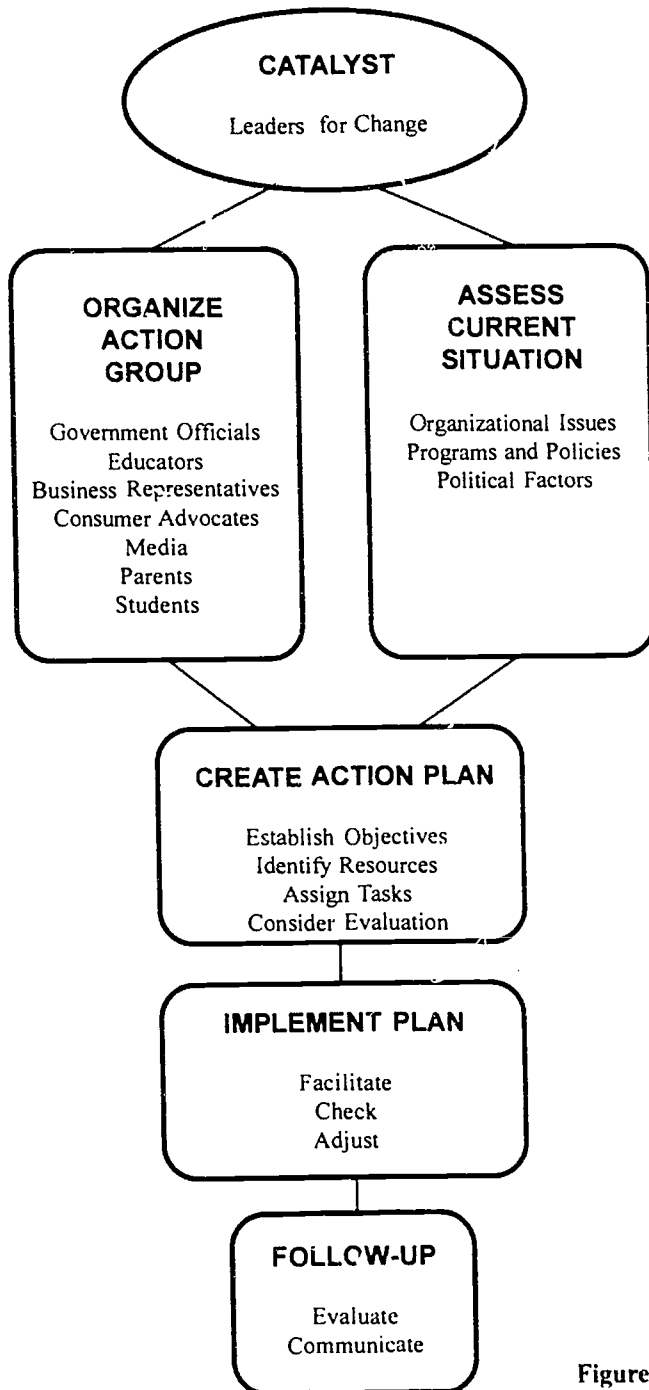 CATALYST
Leaders for Change
ORGANIZE
ACTION
GROUP
Government Officials
Educators
Business Representatives
Consumer Advocates
Media
Parents
Students
ASSESS
CURRENT
SITUATION
Organizational Issues
Programs and Policies
Political Factors
CREATE ACTION PLAN
Establish Objectives
Identify Resources
Assign Tasks
Consider Evaluation
IMPLEMENT PLAN
Facilitate
Check
Adjust
FOLLOW-UP
Evaluate
Communicate
Figure